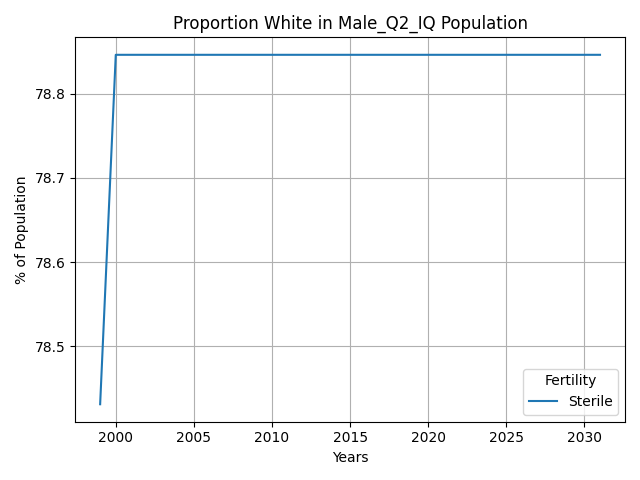 Proportion White in Male_Q2_IQ Population
% of Population
78.8
78.7
78.6
78.5
2000 2005 2010 2015 2020 2025 2030
Years
Fertility
Sterile